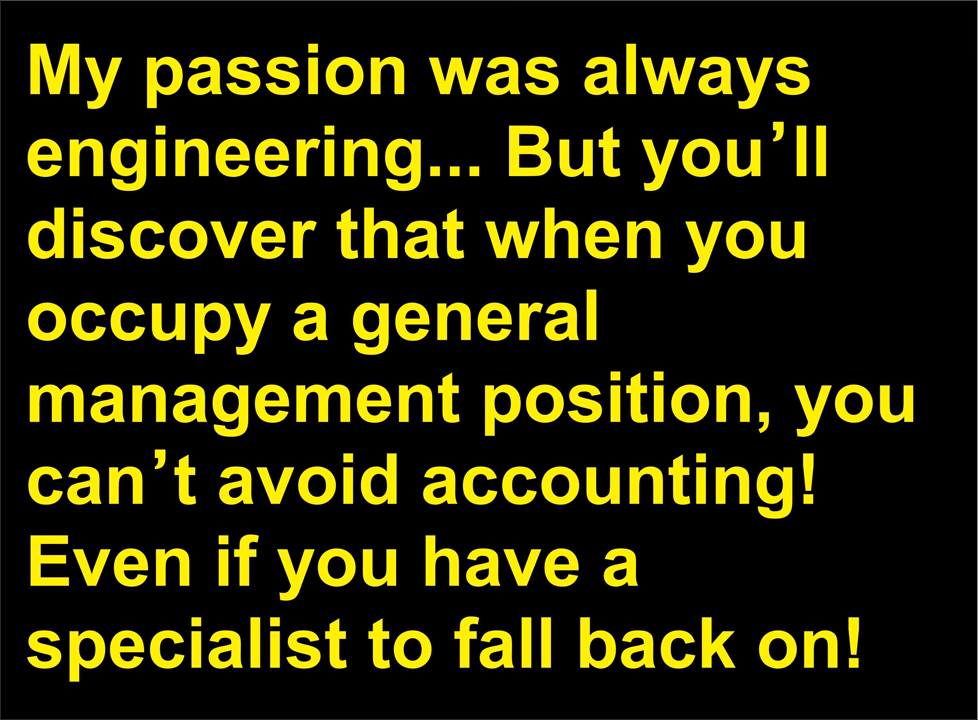 My passion was always
engineering... But you’ll
discover that when you
occupy a general
management position, you
can’t avoid accounting!
Even if you have a
specialist to fall back on!